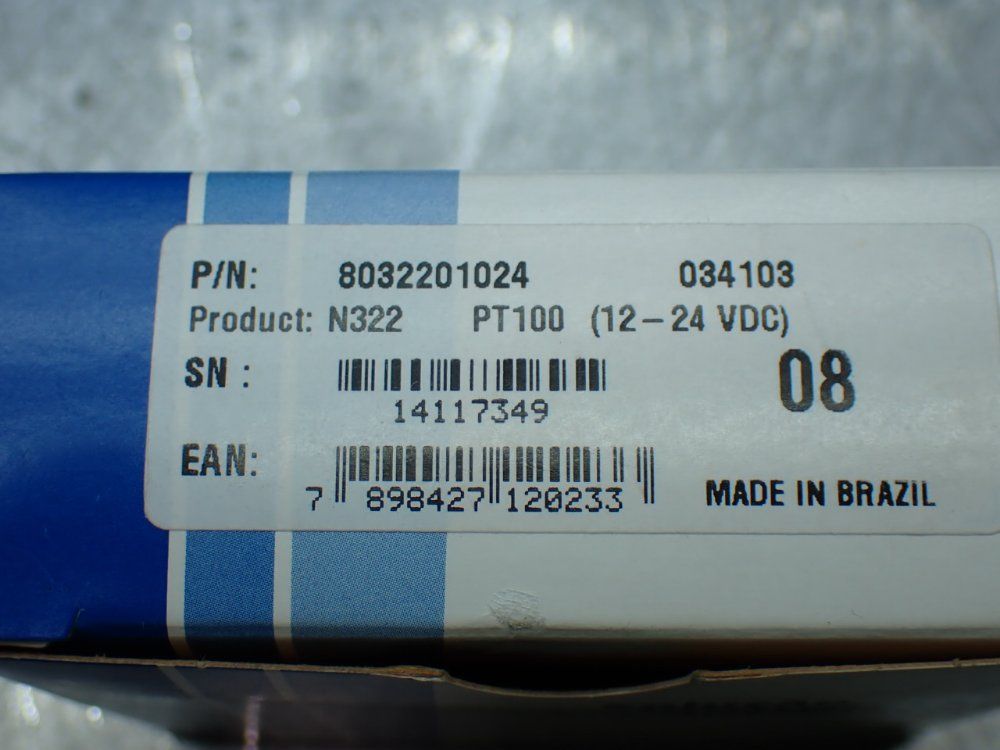 P/N: 8032201024 034103
Product: N322 PT100 (12-24 VDC)
SN :
14117349
08
EAN:
7 898427 120233
MADE IN BRAZIL